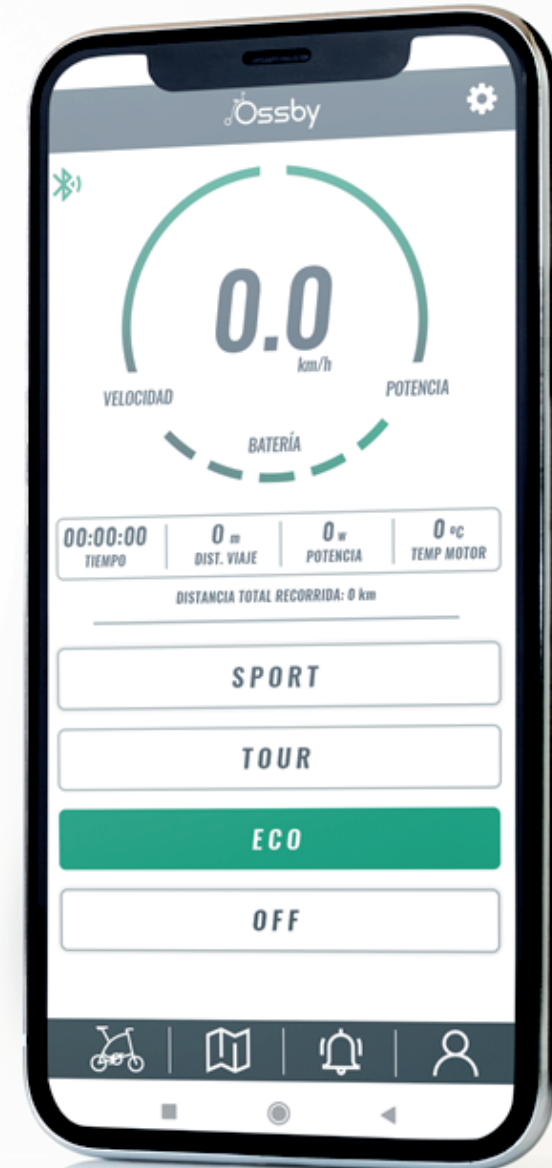 Ossby
0.0
km/h
VELOCIDAD
POTENCIA
BATERÍA
00:00:00 0 m 0 w 0 ºC
TIEMPO DIST. VIAJE POTENCIA TEMP MOTOR
DISTANCIA TOTAL RECORRIDA: 0 km
SPORT
TOUR
ECO
OFF